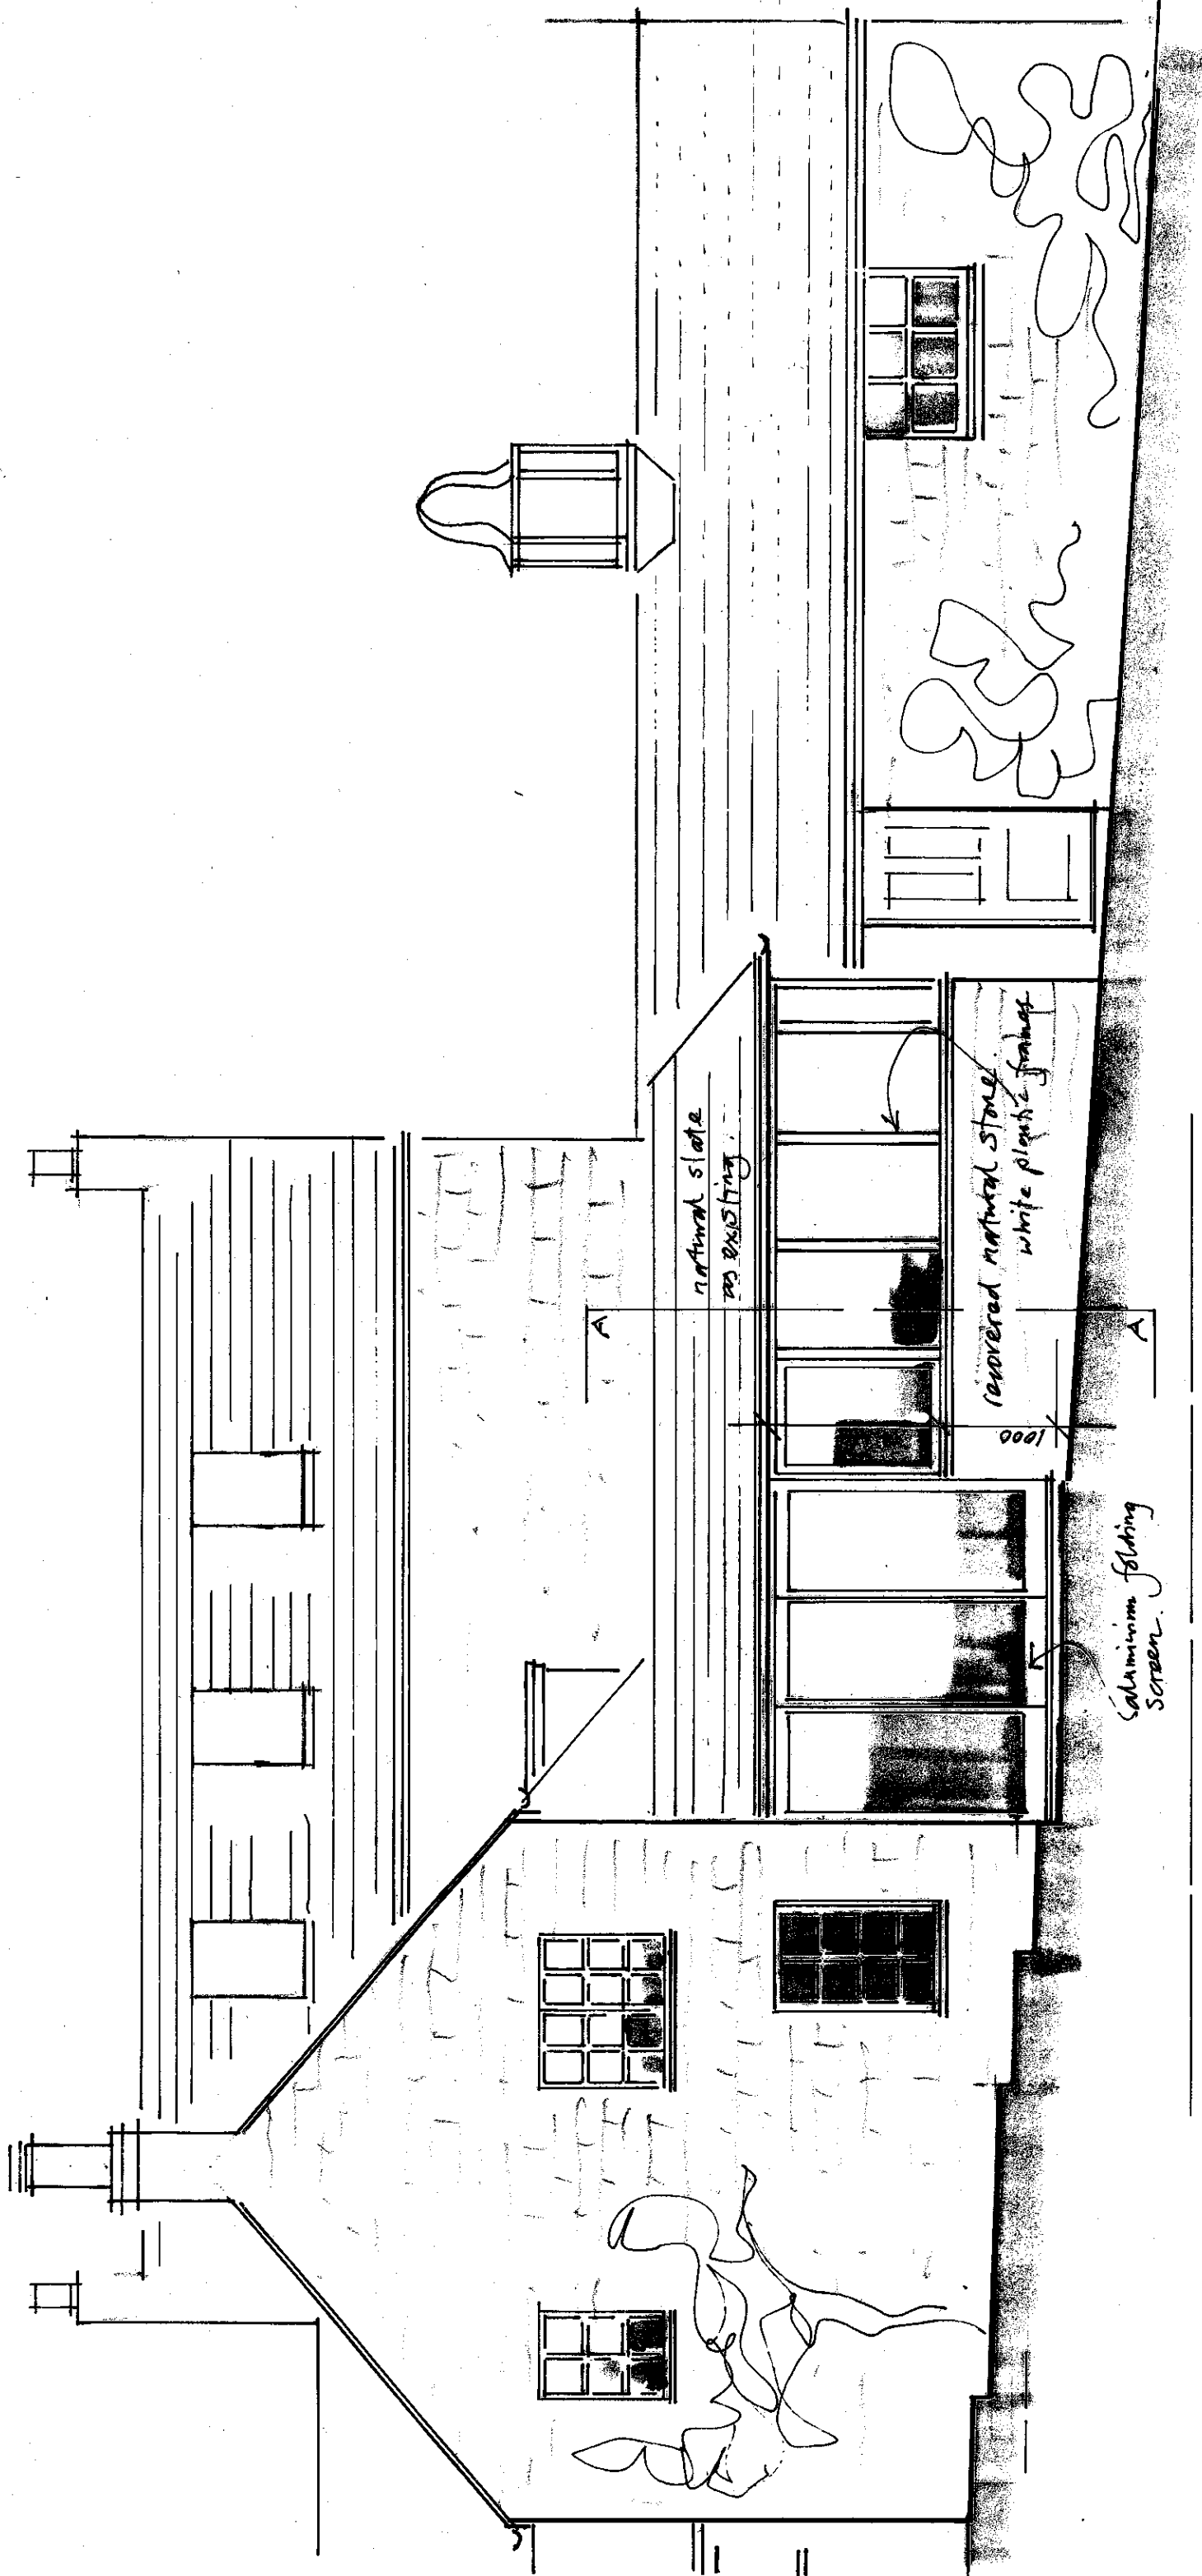 natural slate
as existing.
A
recovered natural stone.
white plastic frames
1000
A
(aluminium folding
screen.